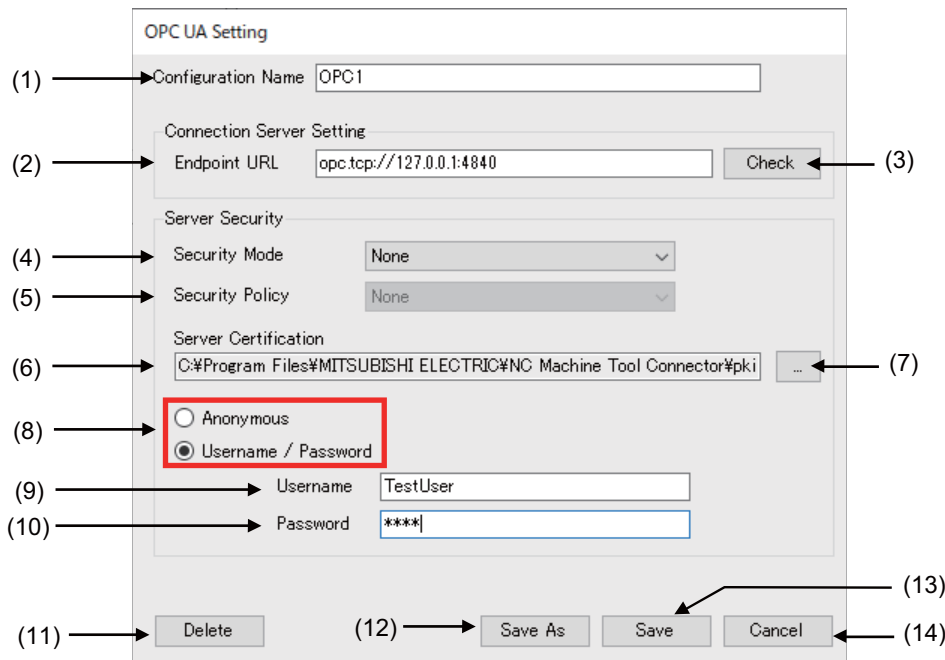 OPC UA Setting
(1) Configuration Name OPC1
Connection Server Setting
(2) Endpoint URL opc.tcp://127.0.0.1:4840 Check (3)
Server Security
(4) Security Mode None
(5) Security Policy None
Server Certification
(6) C:¥Program Files¥MITSUBISHI ELECTRIC¥NC Machine Tool Connector¥pki ... (7)
(8) Anonymous
Username / Password
(9) Username TestUser
(10) Password ****
(13)
(11) Delete (12) Save As Save Cancel (14)